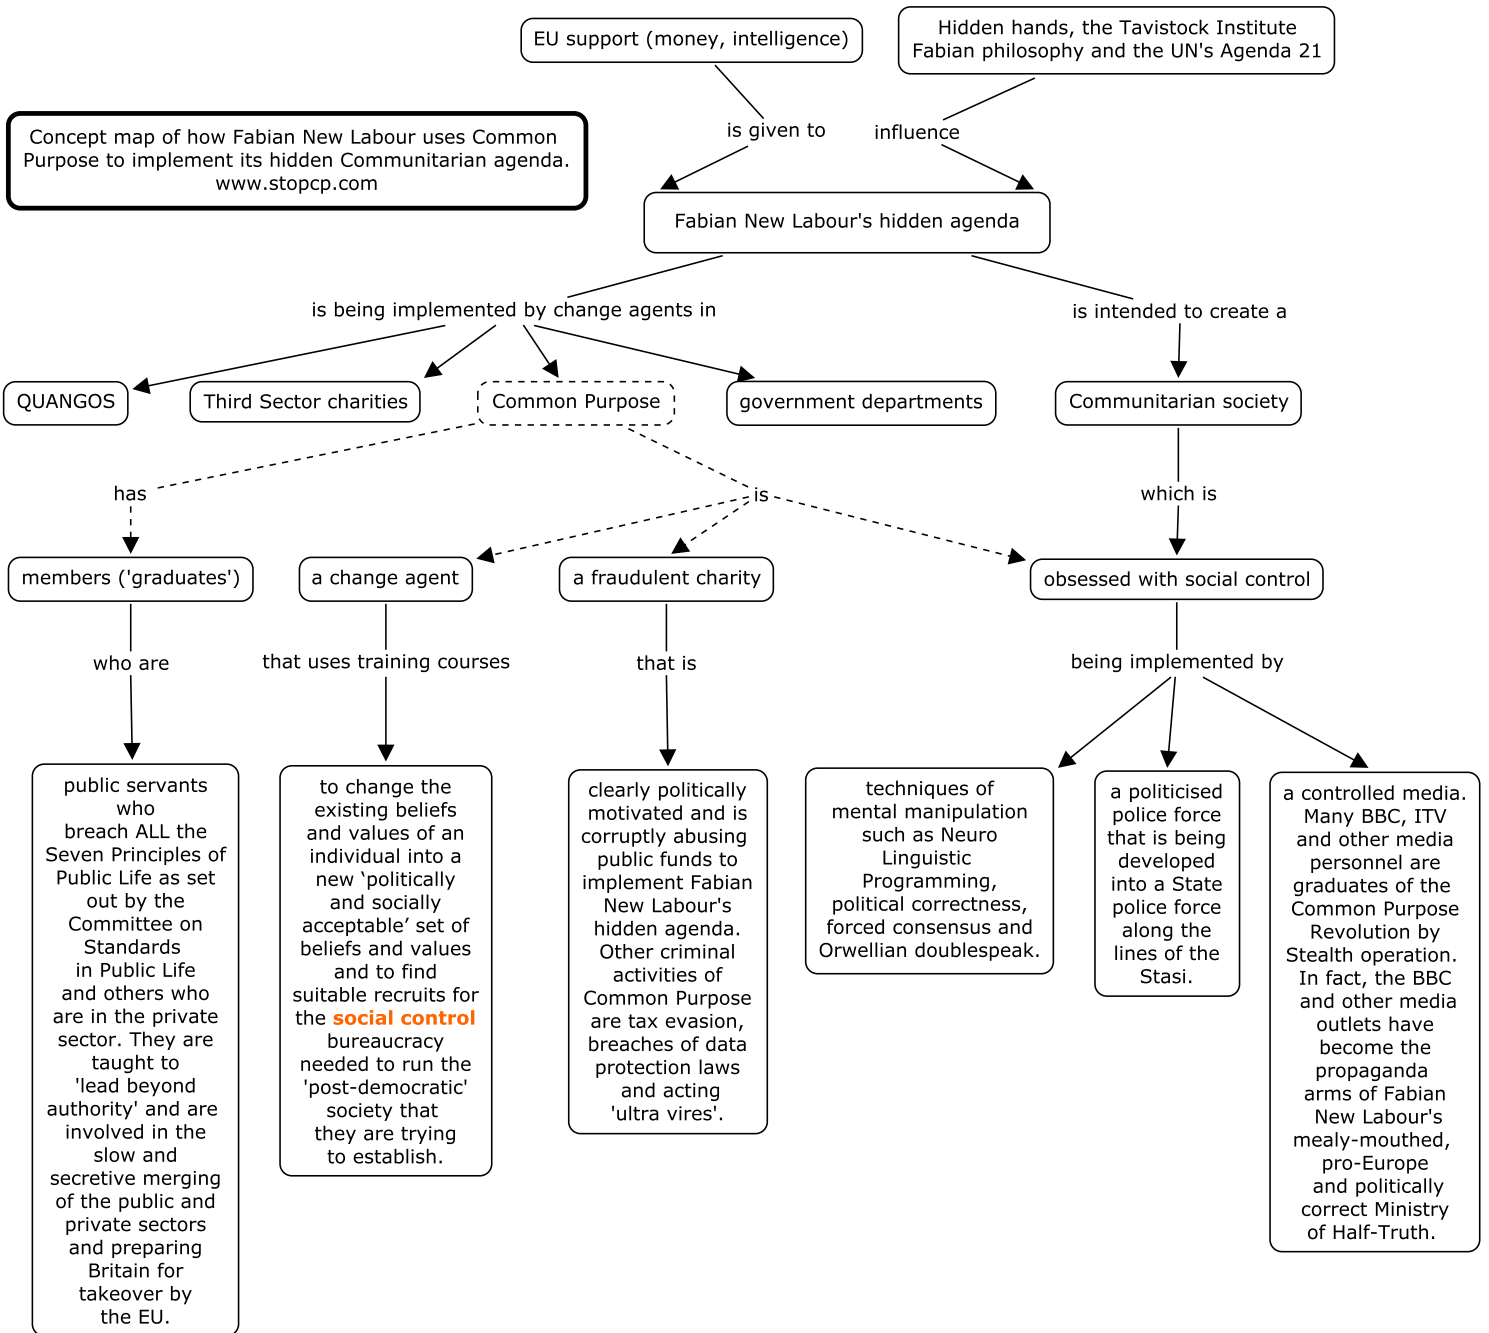 EU support (money, intelligence)
Hidden hands, the Tavistock Institute
Fabian philosophy and the UN's Agenda 21
Concept map of how Fabian New Labour uses Common
Purpose to implement its hidden Communitarian agenda.
www.stopcp.com
is given to
influence
Fabian New Labour's hidden agenda
is being implemented by change agents in
is intended to create a
QUANGOS
Third Sector charities
Common Purpose
government departments
Communitarian society
has
is
which is
members ('graduates')
a change agent
a fraudulent charity
obsessed with social control
who are
that uses training courses
that is
being implemented by
public servants
who
breach ALL the
Seven Principles of
Public Life as set
out by the
Committee on
Standards
in Public Life
and others who
are in the private
sector. They are
taught to
'lead beyond
authority' and are
involved in the
slow and
secretive merging
of the public and
private sectors
and preparing
Britain for
takeover by
the EU.
to change the
existing beliefs
and values of an
individual into a
new ‘politically
and socially
acceptable’ set of
beliefs and values
and to find
suitable recruits for
the social control
bureaucracy
needed to run the
'post-democratic'
society that
they are trying
to establish.
clearly politically
motivated and is
corruptly abusing
public funds to
implement Fabian
New Labour's
hidden agenda.
Other criminal
activities of
Common Purpose
are tax evasion,
breaches of data
protection laws
and acting
'ultra vires'.
techniques of
mental manipulation
such as Neuro
Linguistic
Programming,
political correctness,
forced consensus and
Orwellian doublespeak.
a politicised
police force
that is being
developed
into a State
police force
along the
lines of the
Stasi.
a controlled media.
Many BBC, ITV
and other media
personnel are
graduates of the
Common Purpose
Revolution by
Stealth operation.
In fact, the BBC
and other media
outlets have
become the
propaganda
arms of Fabian
New Labour's
mealy-mouthed,
pro-Europe
and politically
correct Ministry
of Half-Truth.